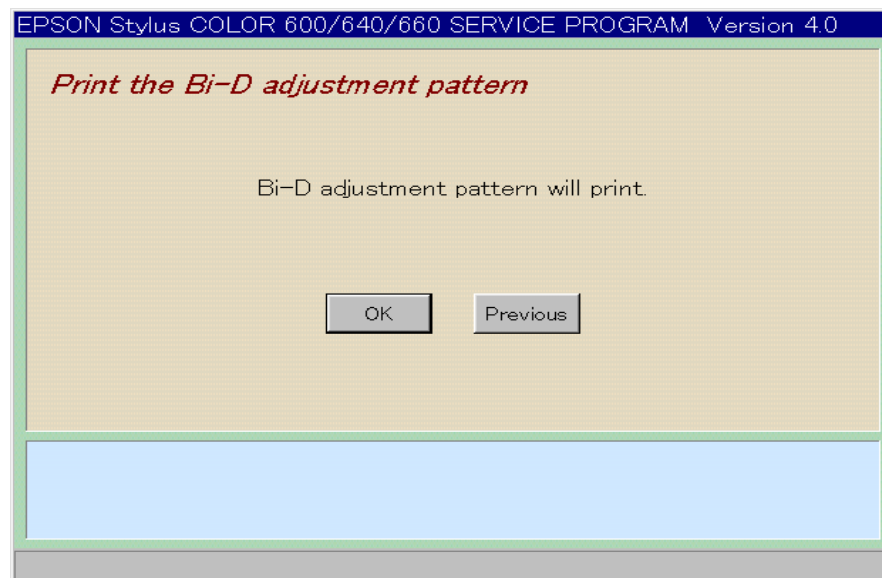 EPSON Stylus COLOR 600/640/660 SERVICE PROGRAM Version 4.0
Print the Bi-D adjustment pattern
Bi-D adjustment pattern will print.
OK Previous